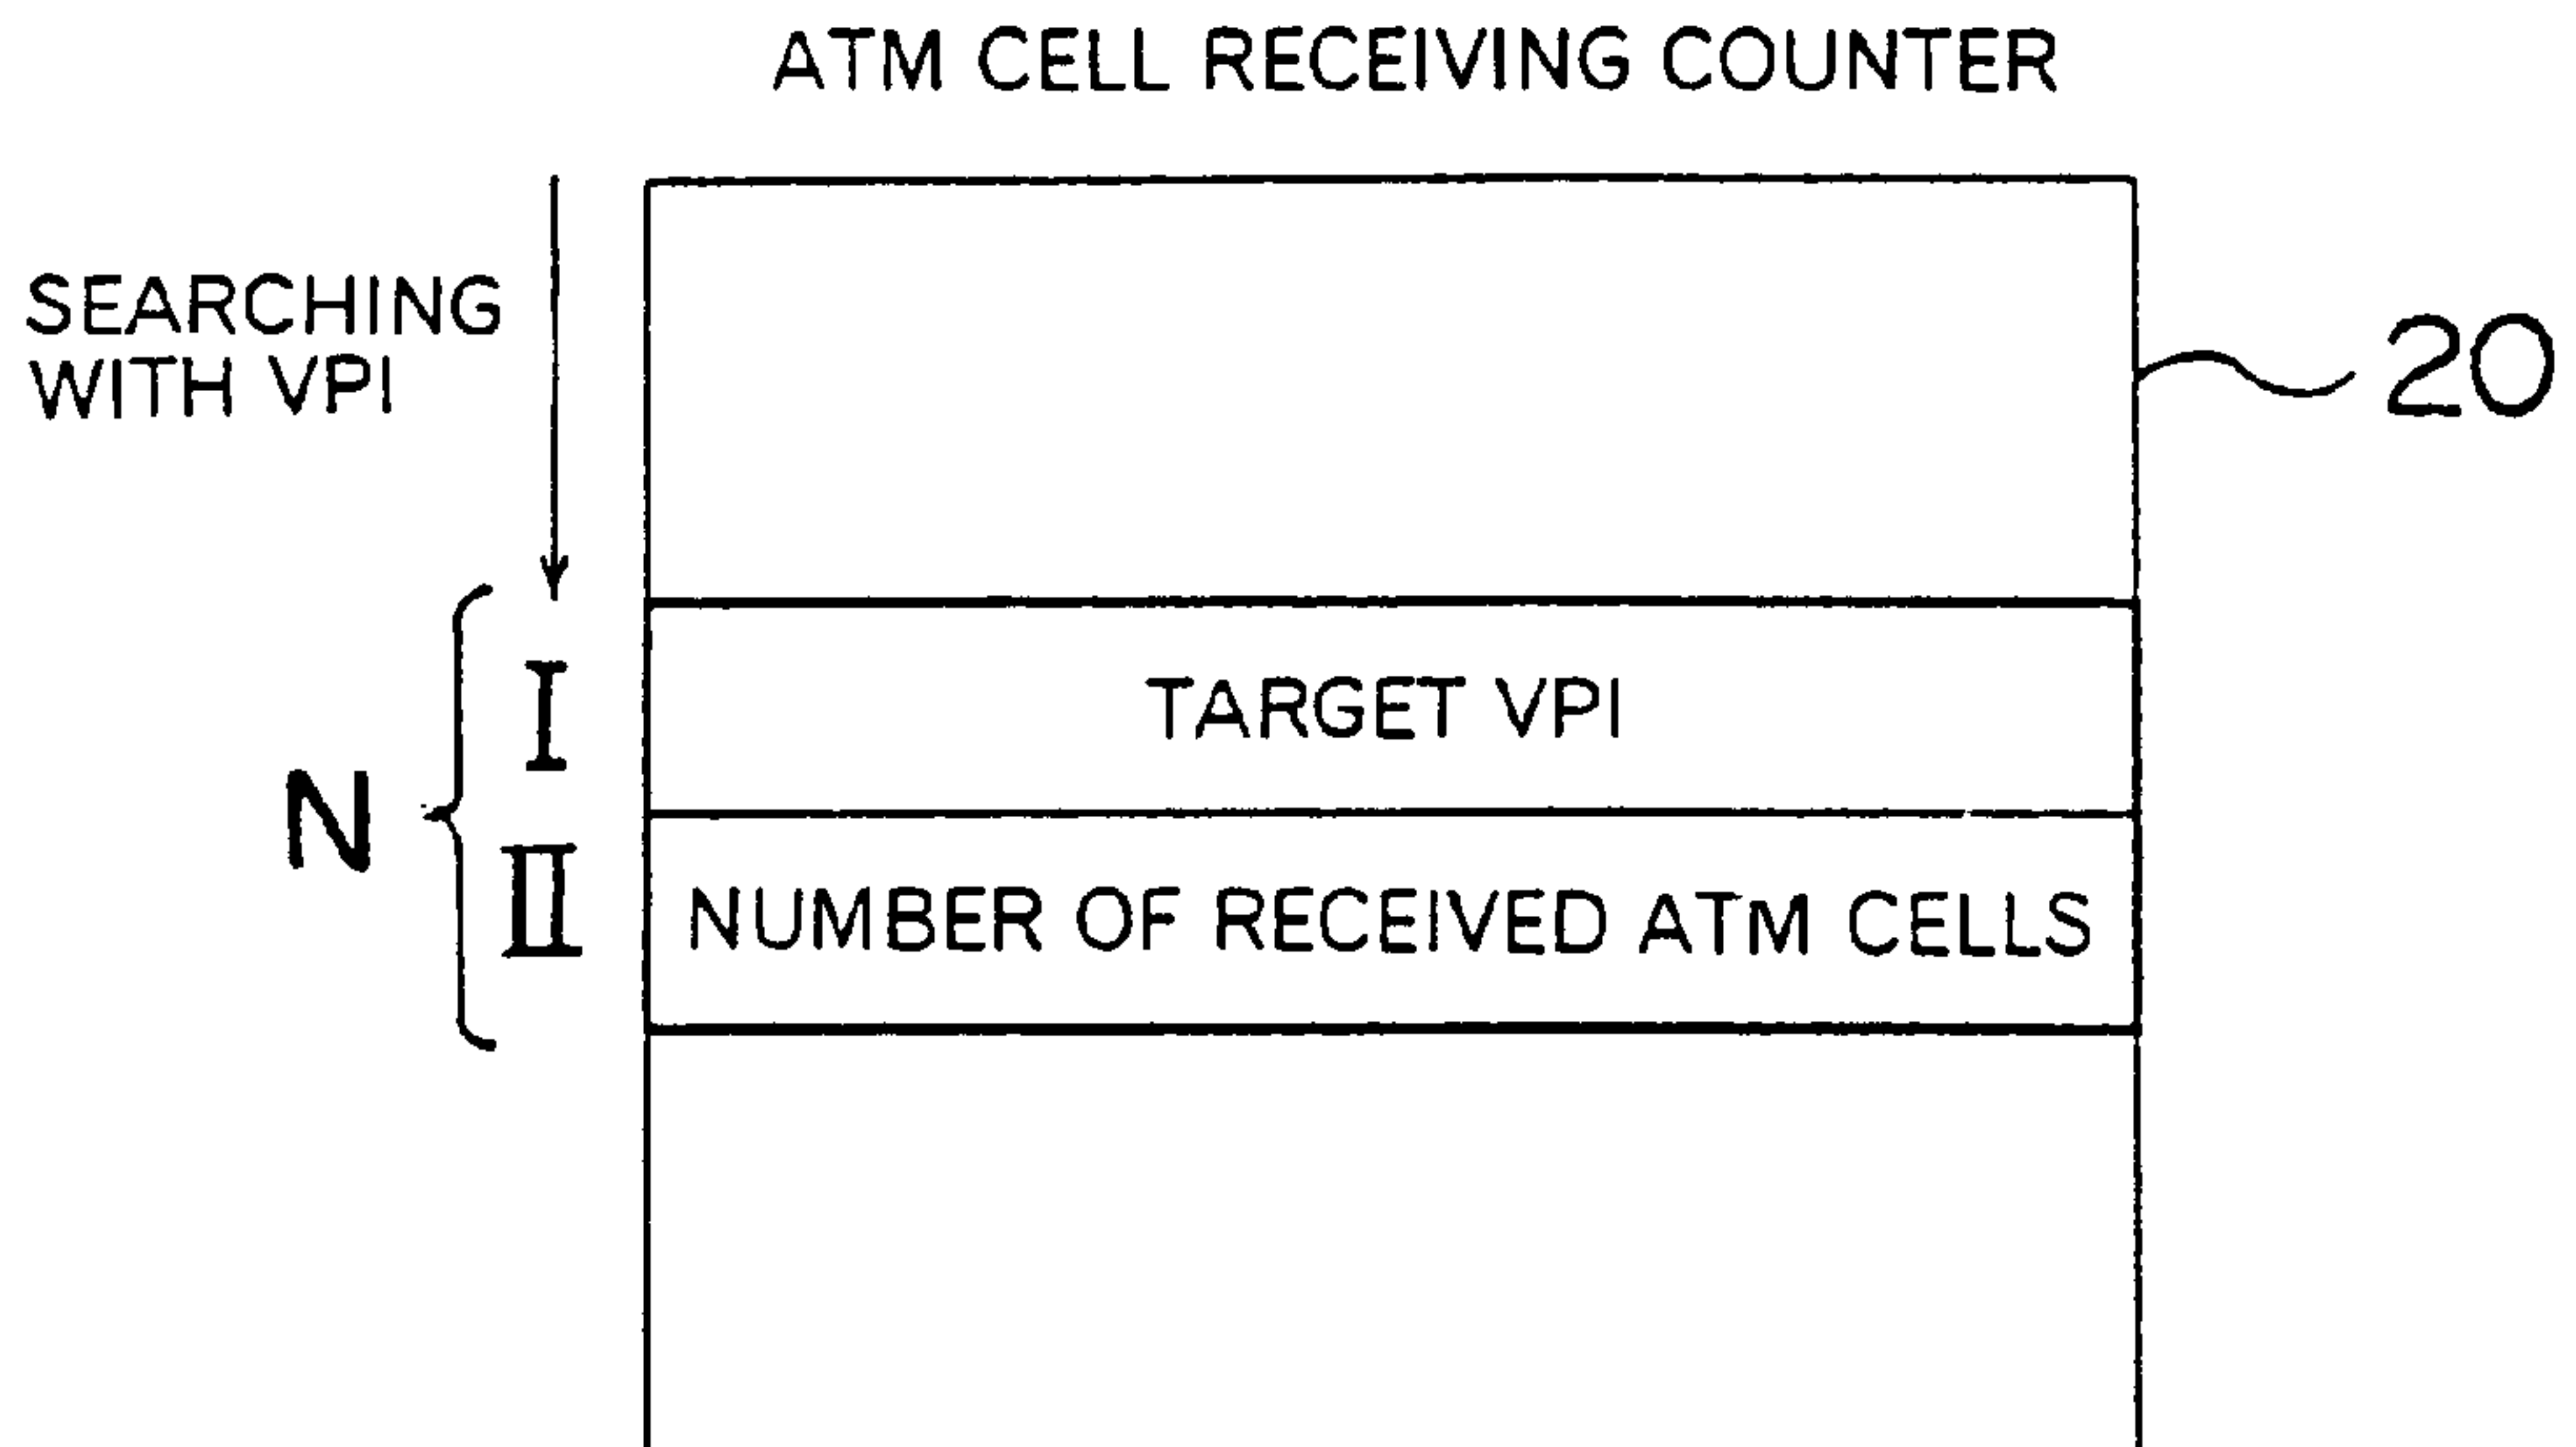 ATM CELL RECEIVING COUNTER
SEARCHING
WITH VPI
20
N
I
TARGET VPI
II
NUMBER OF RECEIVED ATM CELLS